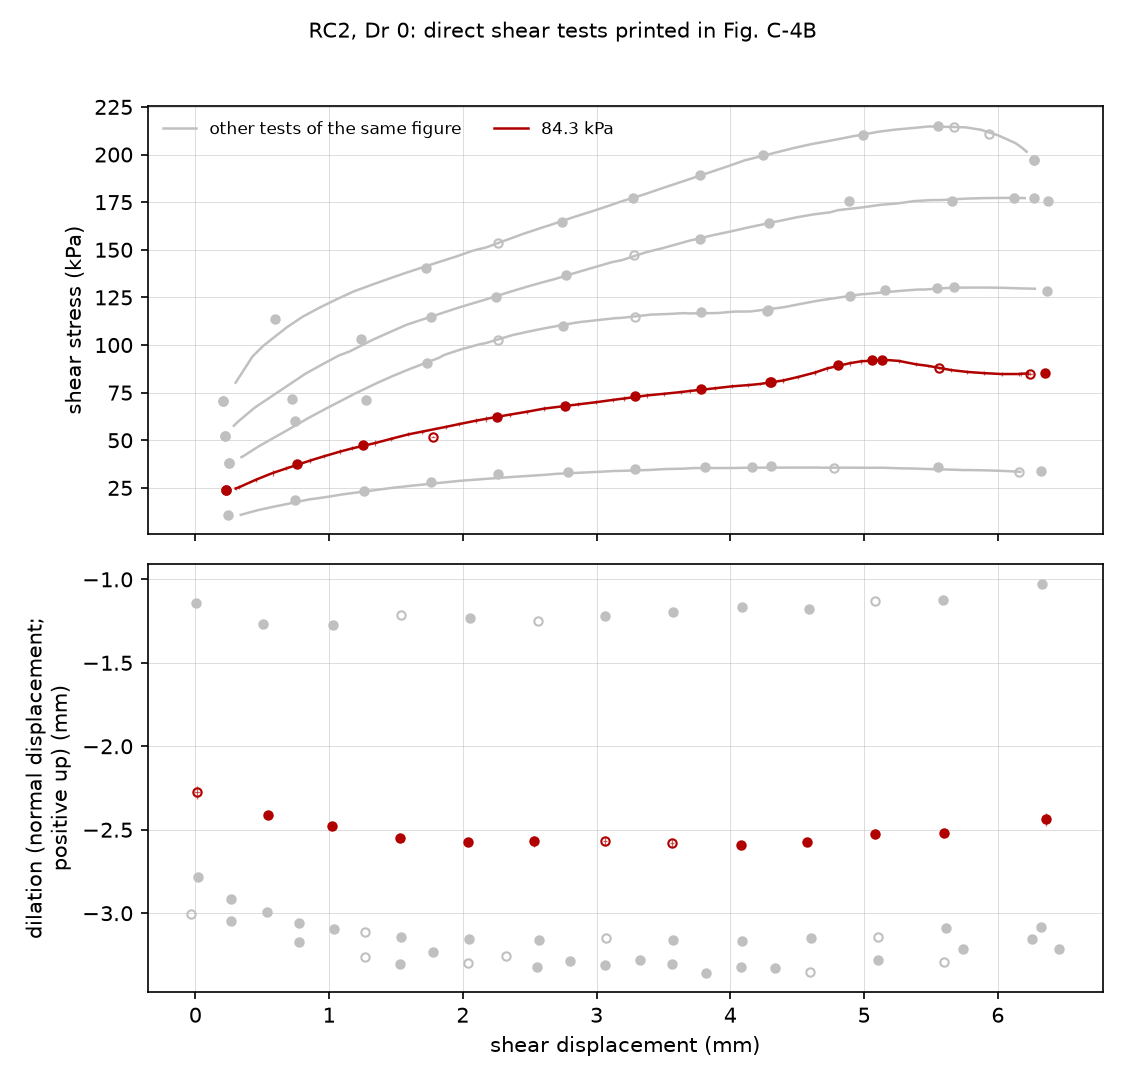 RC2, Dr 0: direct shear tests printed in Fig. C-4B
other tests of the same figure
84.3 kPa
225
200
175
150
125
100
75
50
25
shear stress (kPa)
−1.0
−1.5
−2.0
−2.5
−3.0
dilation (normal displacement;
positive up) (mm)
0 1 2 3 4 5 6
shear displacement (mm)